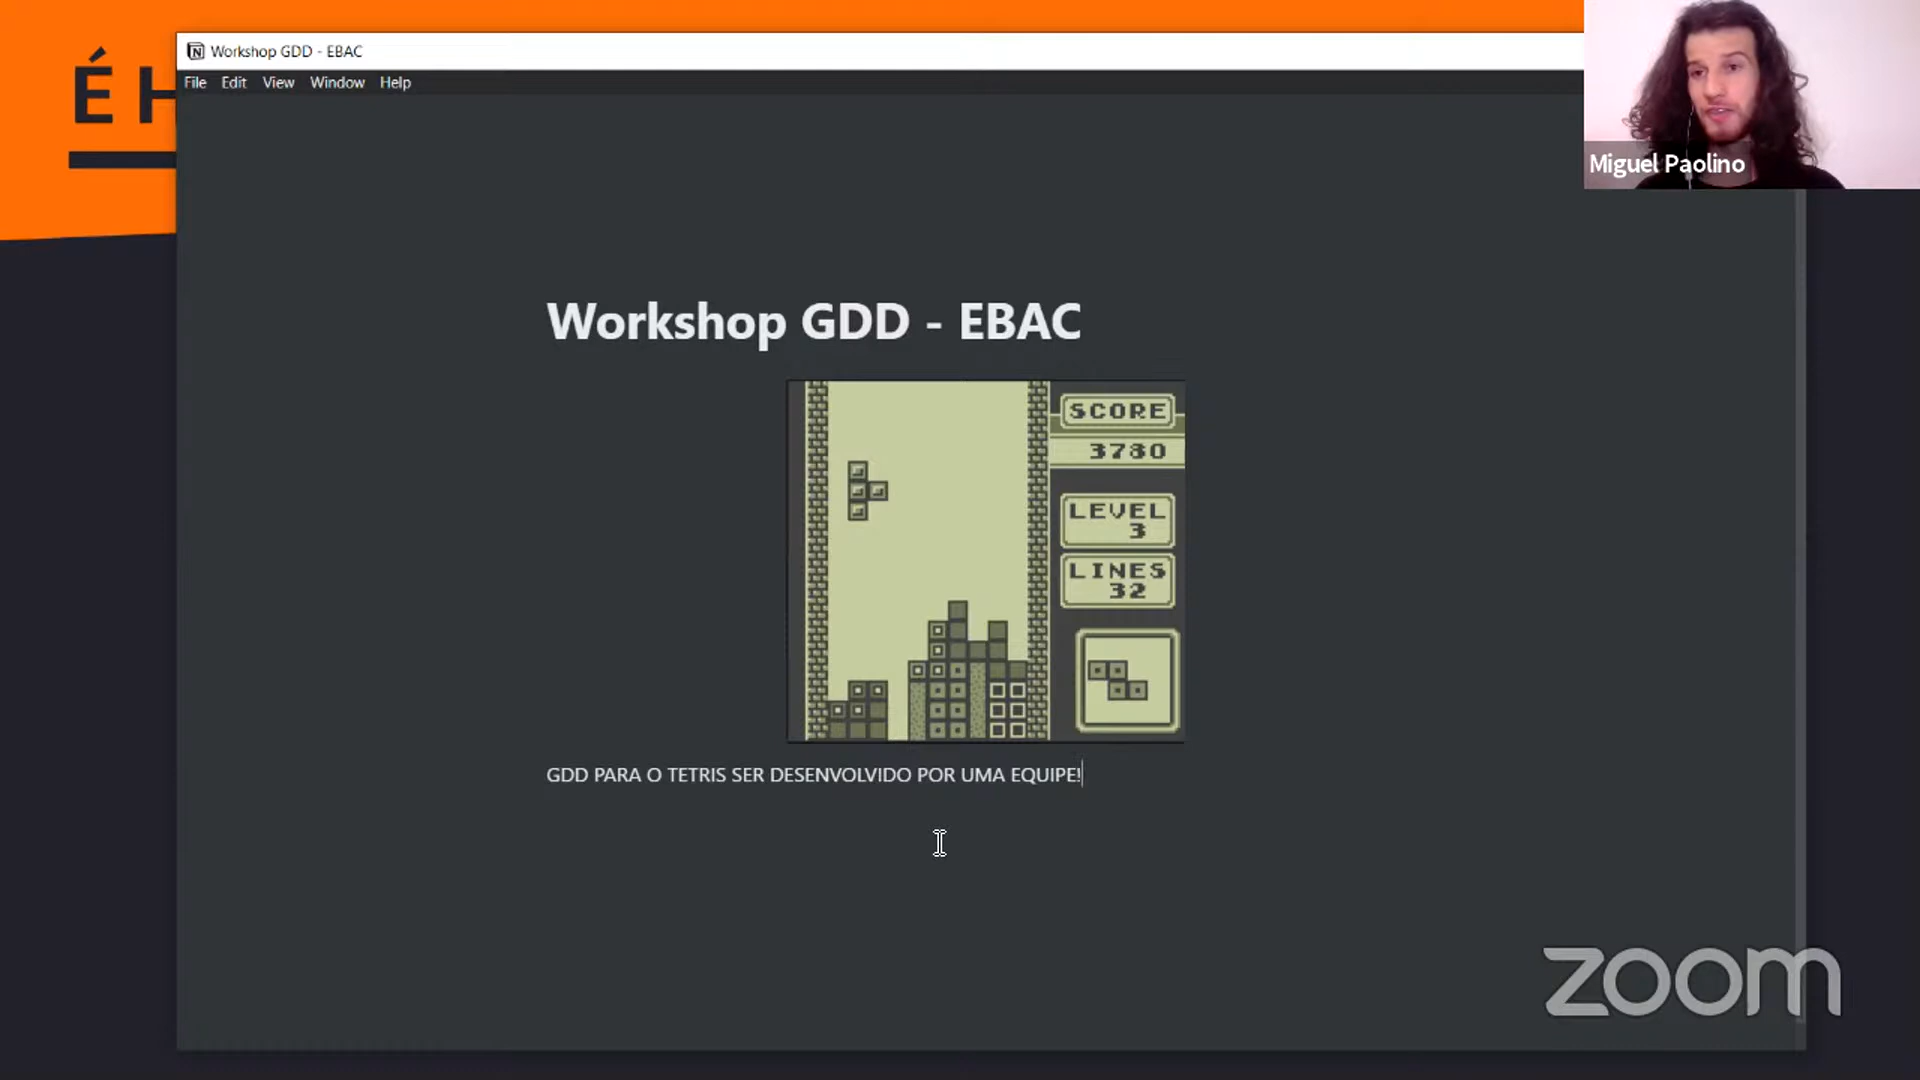 É H
Workshop GDD - EBAC
File Edit View Window Help
Miguel Paolino
Workshop GDD - EBAC
SCORE
3780
LEVEL
3
LINES
32
GDD PARA O TETRIS SER DESENVOLVIDO POR UMA EQUIPE!
zoom